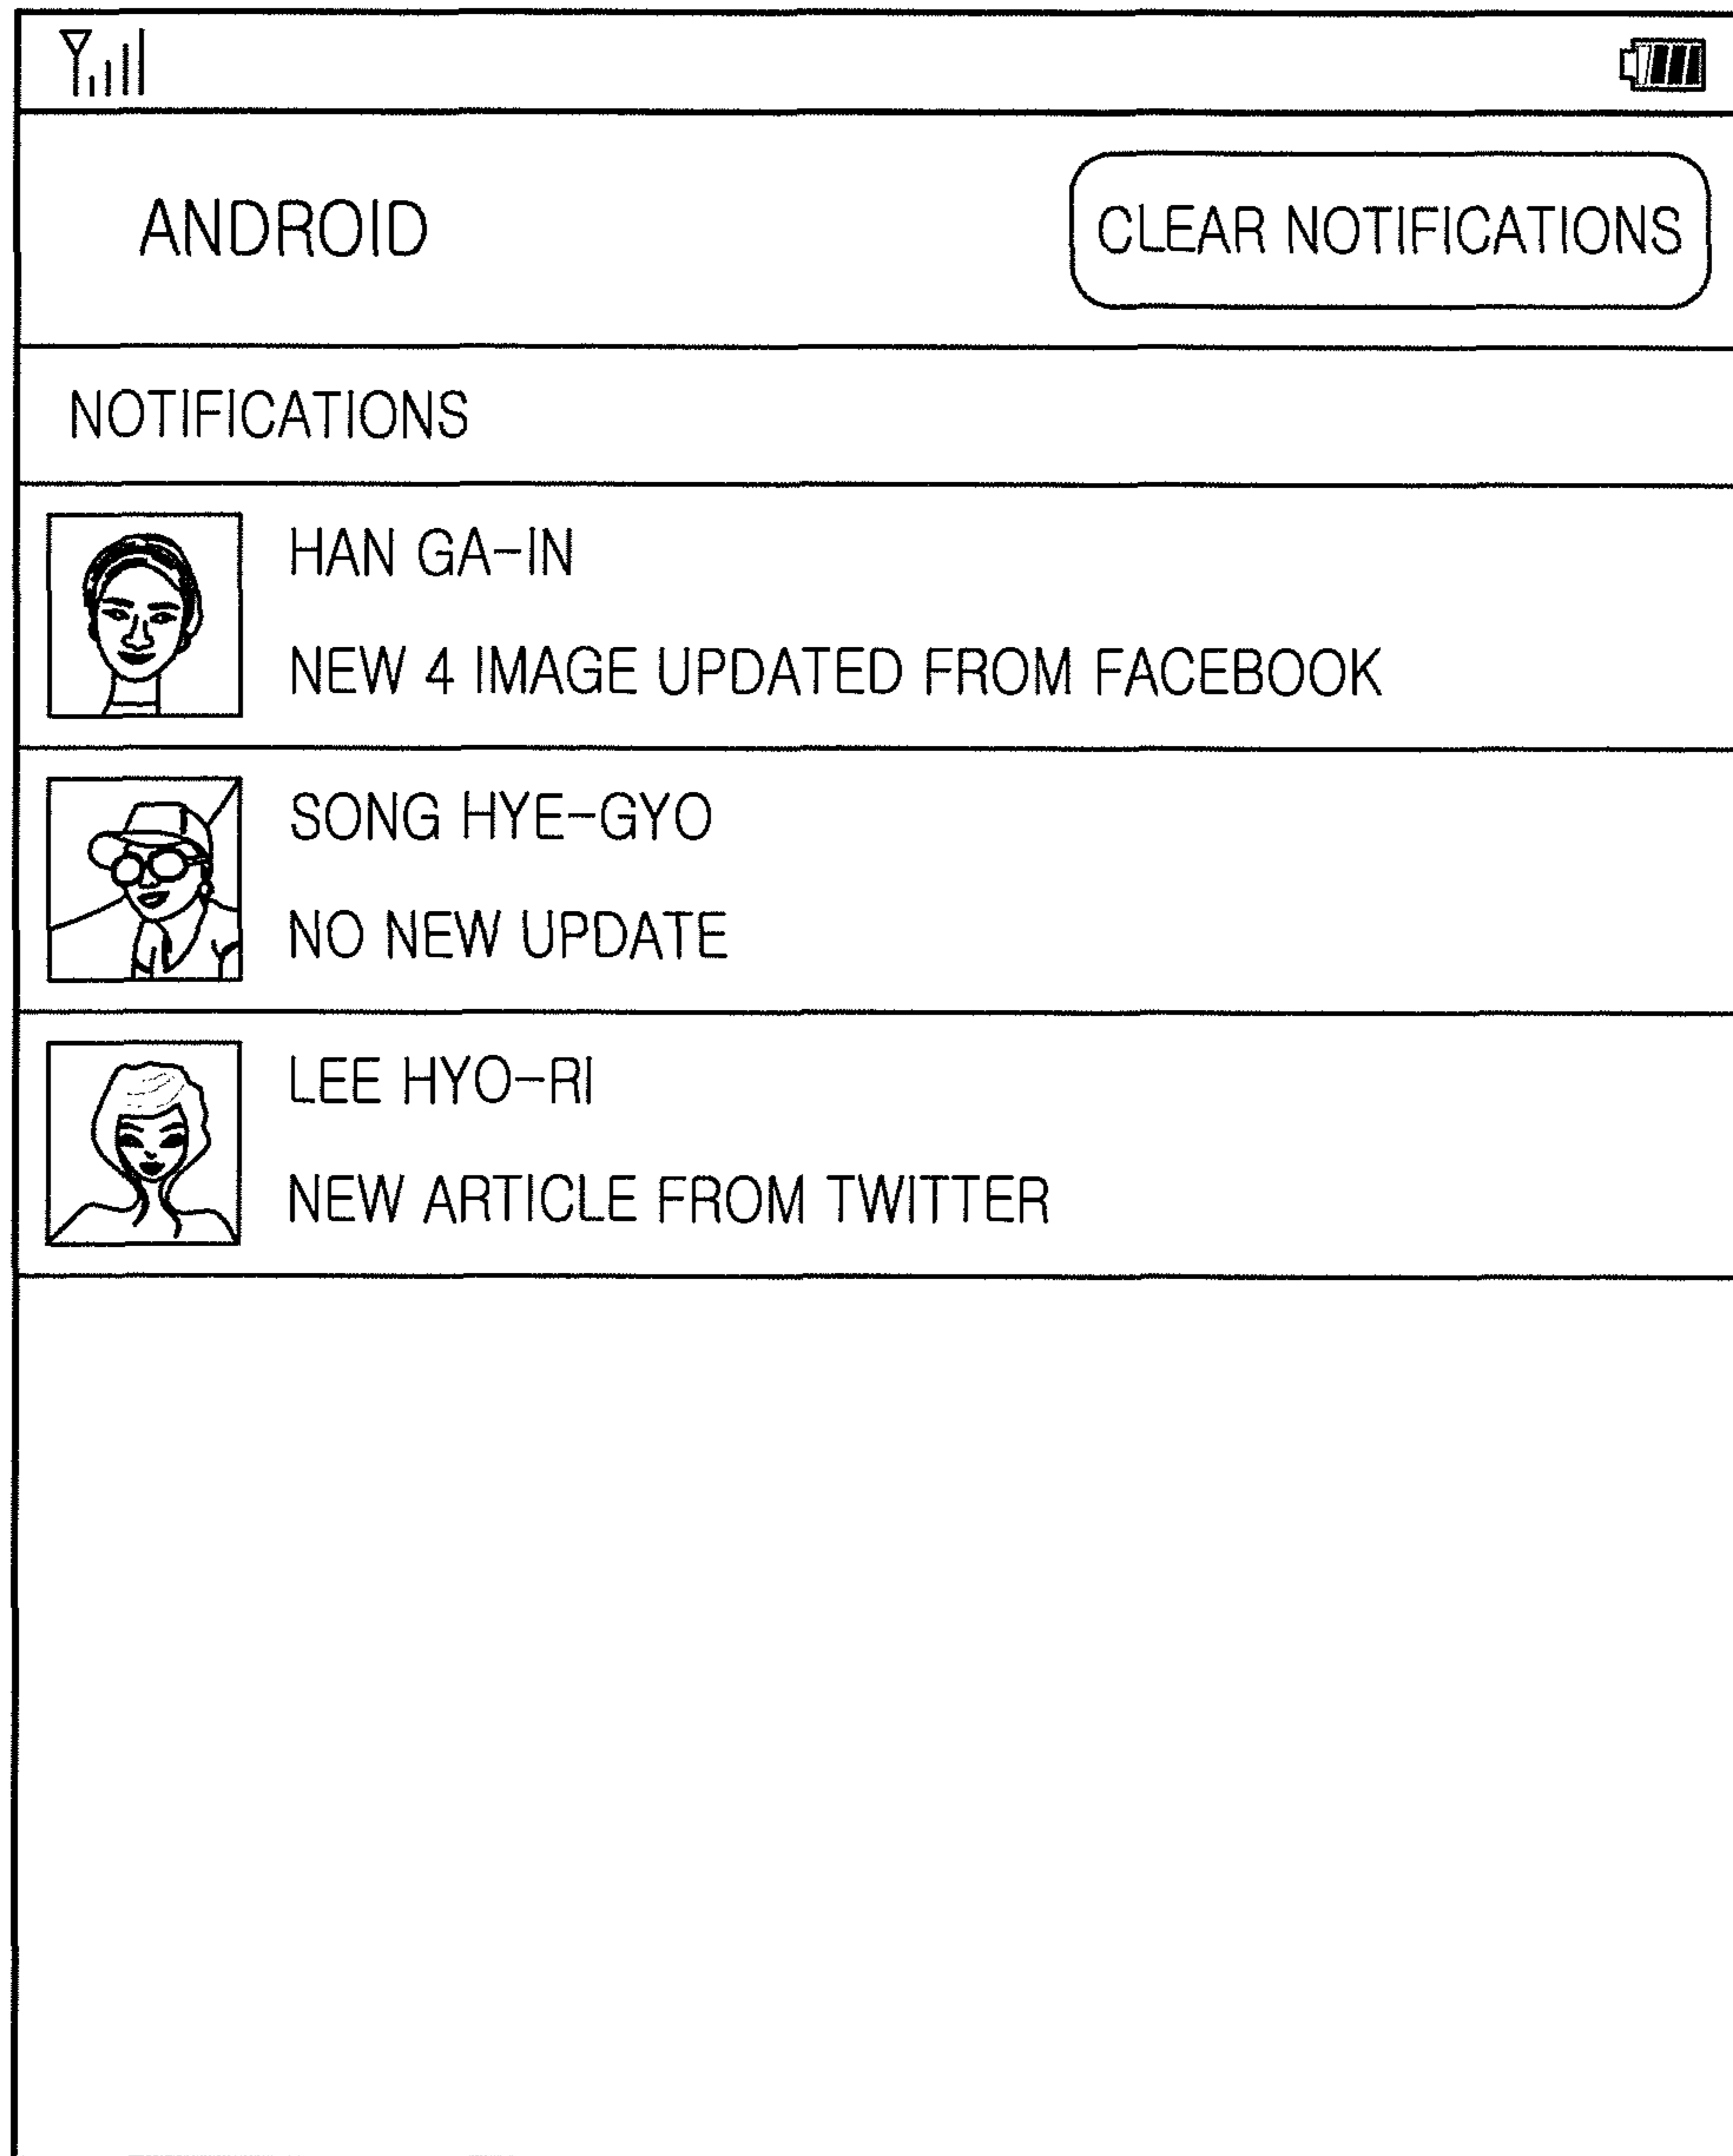 ANDROID
CLEAR NOTIFICATIONS
NOTIFICATIONS
HAN GA-IN
NEW 4 IMAGE UPDATED FROM FACEBOOK
SONG HYE-GYO
NO NEW UPDATE
LEE HYO-RI
NEW ARTICLE FROM TWITTER